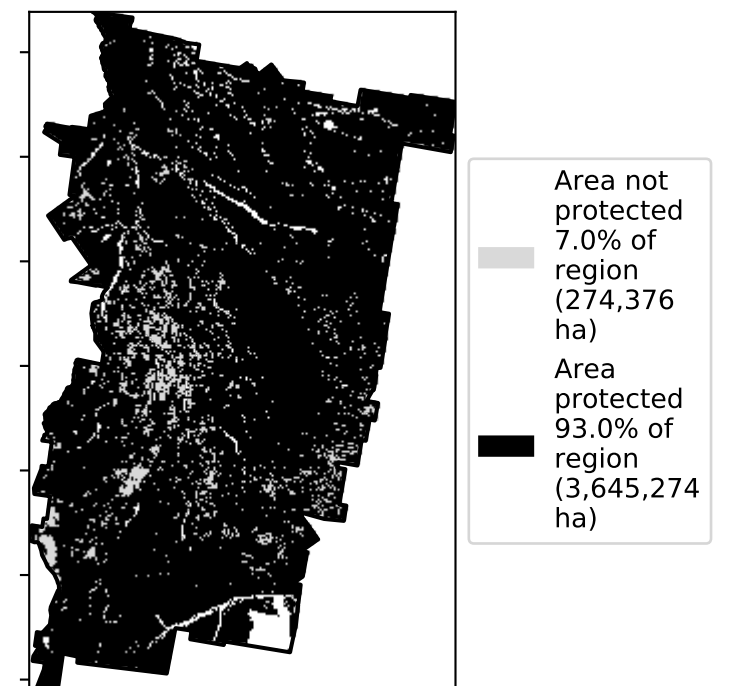 Area not
protected
7.0% of
region
(274,376
ha)
Area
protected
93.0% of
region
(3,645,274
ha)